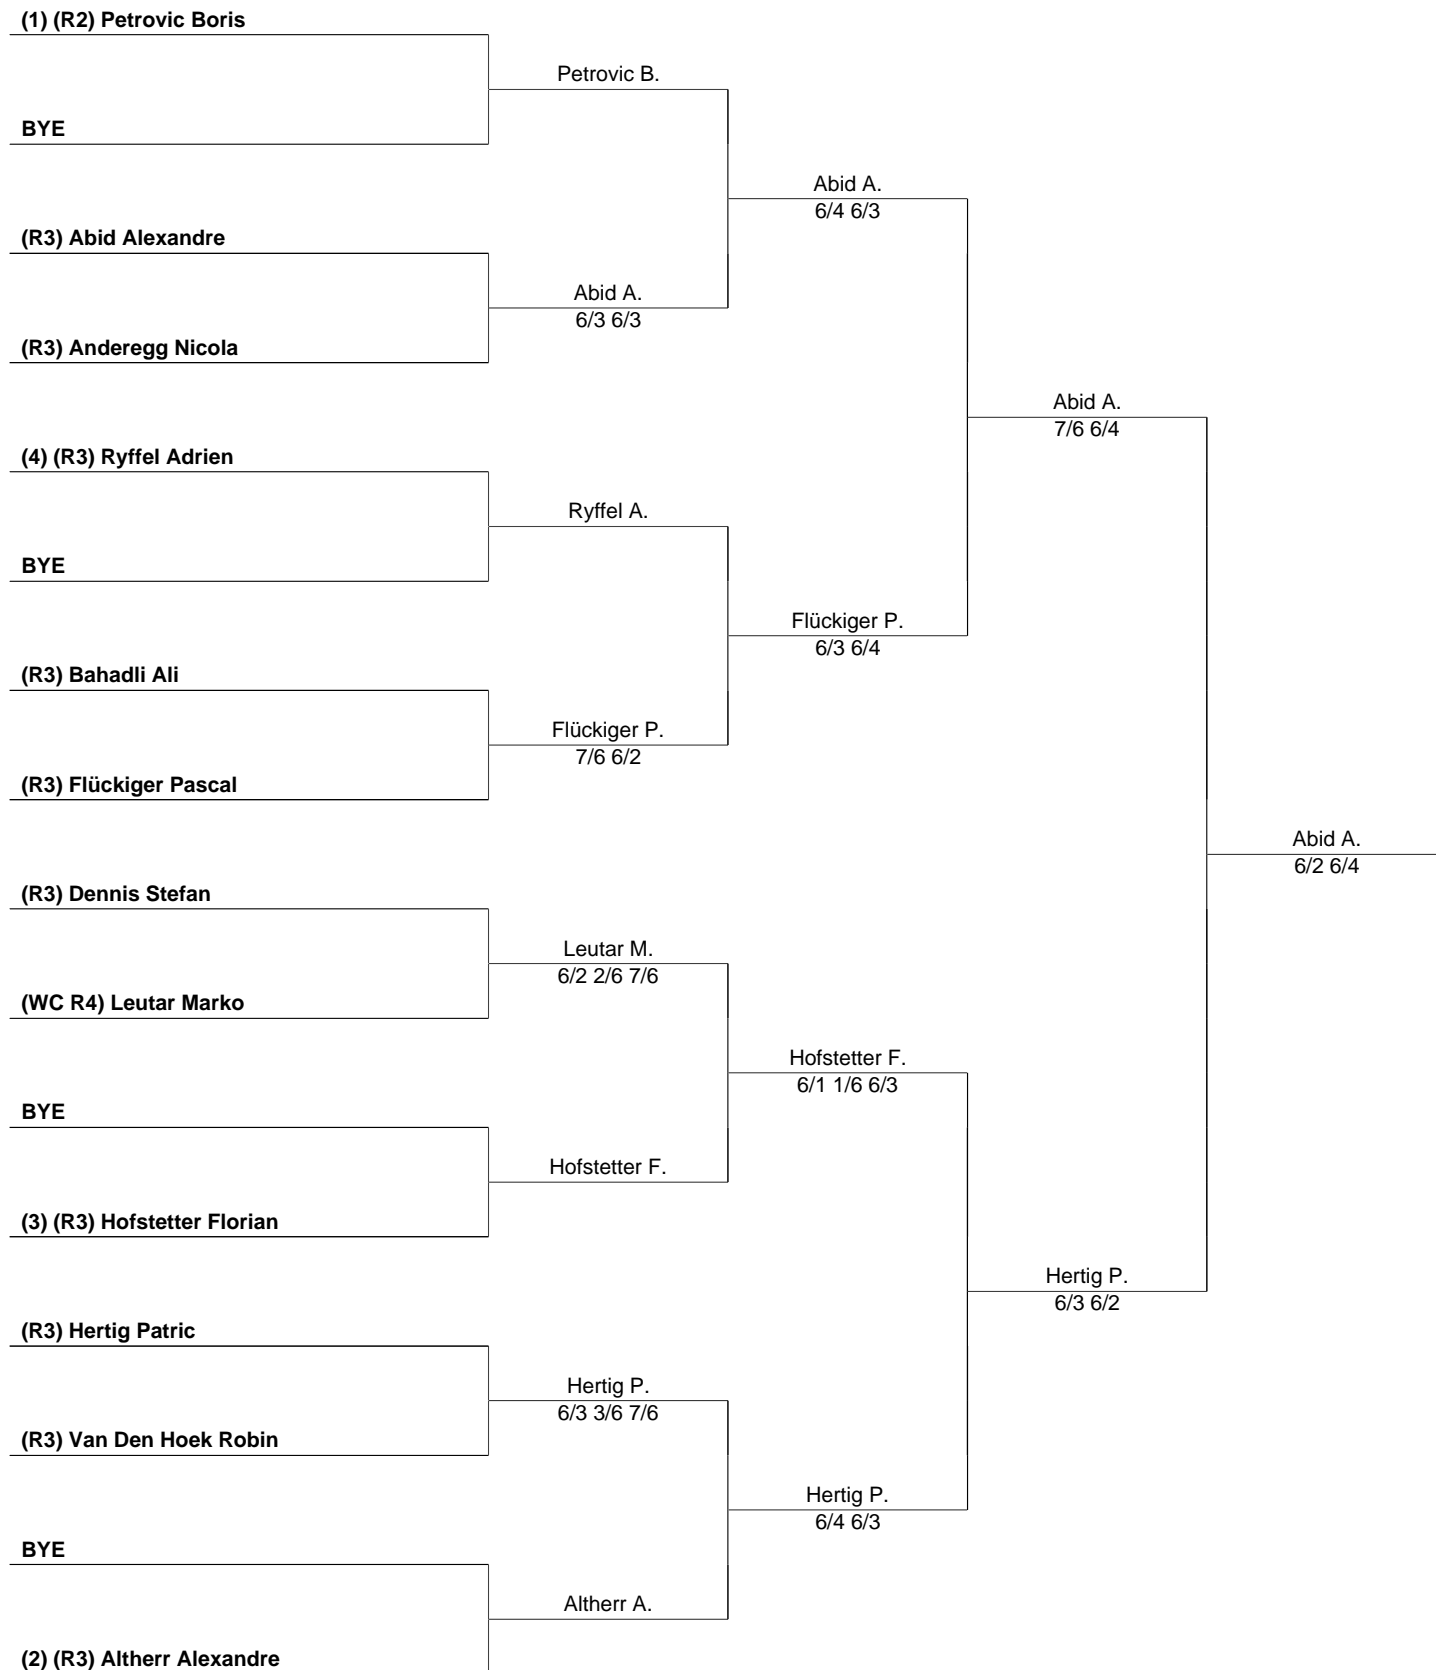 (1) (R2) Petrovic Boris
Petrovic B.
BYE
Abid A.
6/4 6/3
(R3) Abid Alexandre
Abid A.
6/3 6/3
(R3) Anderegg Nicola
Abid A.
7/6 6/4
(4) (R3) Ryffel Adrien
Ryffel A.
BYE
Flückiger P.
6/3 6/4
(R3) Bahadli Ali
Flückiger P.
7/6 6/2
(R3) Flückiger Pascal
Abid A.
6/2 6/4
(R3) Dennis Stefan
Leutar M.
6/2 2/6 7/6
(WC R4) Leutar Marko
Hofstetter F.
6/1 1/6 6/3
BYE
Hofstetter F.
(3) (R3) Hofstetter Florian
Hertig P.
6/3 6/2
(R3) Hertig Patric
Hertig P.
6/3 3/6 7/6
(R3) Van Den Hoek Robin
Hertig P.
6/4 6/3
BYE
Altherr A.
(2) (R3) Altherr Alexandre